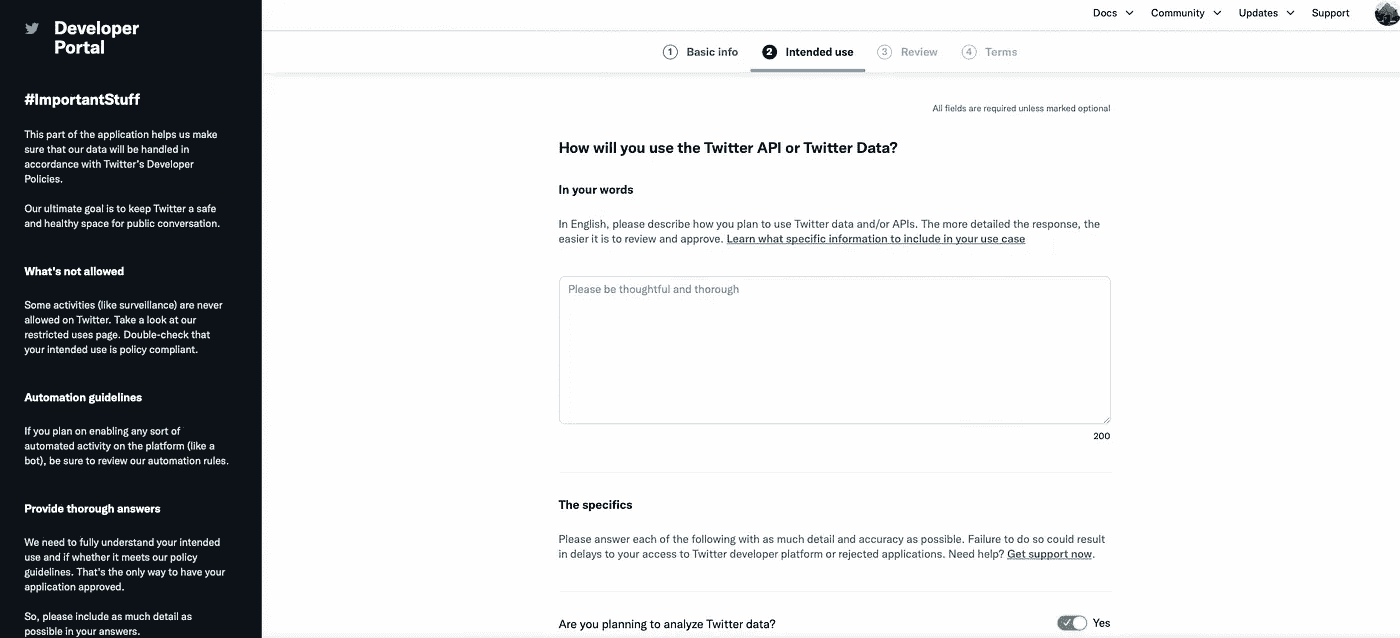 Developer
Portal
#ImportantStuff
This part of the application helps us make
sure that our data will be handled in
accordance with Twitter's Developer
Policies.
Our ultimate goal is to keep Twitter a safe
and healthy space for public conversation.
What's not allowed
Some activities (like surveillance) are never
allowed on Twitter. Take a look at our
restricted uses page. Double-check that
your intended use is policy compliant.
Automation guidelines
If you plan on enabling any sort of
automated activity on the platform (like a
bot), be sure to review our automation rules.
Provide thorough answers
We need to fully understand your intended
use and if whether it meets our policy
guidelines. That's the only way to have your
application approved.
So, please include as much detail as
possible in your answers.
Docs Community Updates Support
1 Basic info 2 Intended use 3 Review 4 Terms
All fields are required unless marked optional
How will you use the Twitter API or Twitter Data?
In your words
In English, please describe how you plan to use Twitter data and/or APIs. The more detailed the response, the
easier it is to review and approve. Learn what specific information to include in your use case
Please be thoughtful and thorough
200
The specifics
Please answer each of the following with as much detail and accuracy as possible. Failure to do so could result
in delays to your access to Twitter developer platform or rejected applications. Need help? Get support now.
Are you planning to analyze Twitter data? Yes